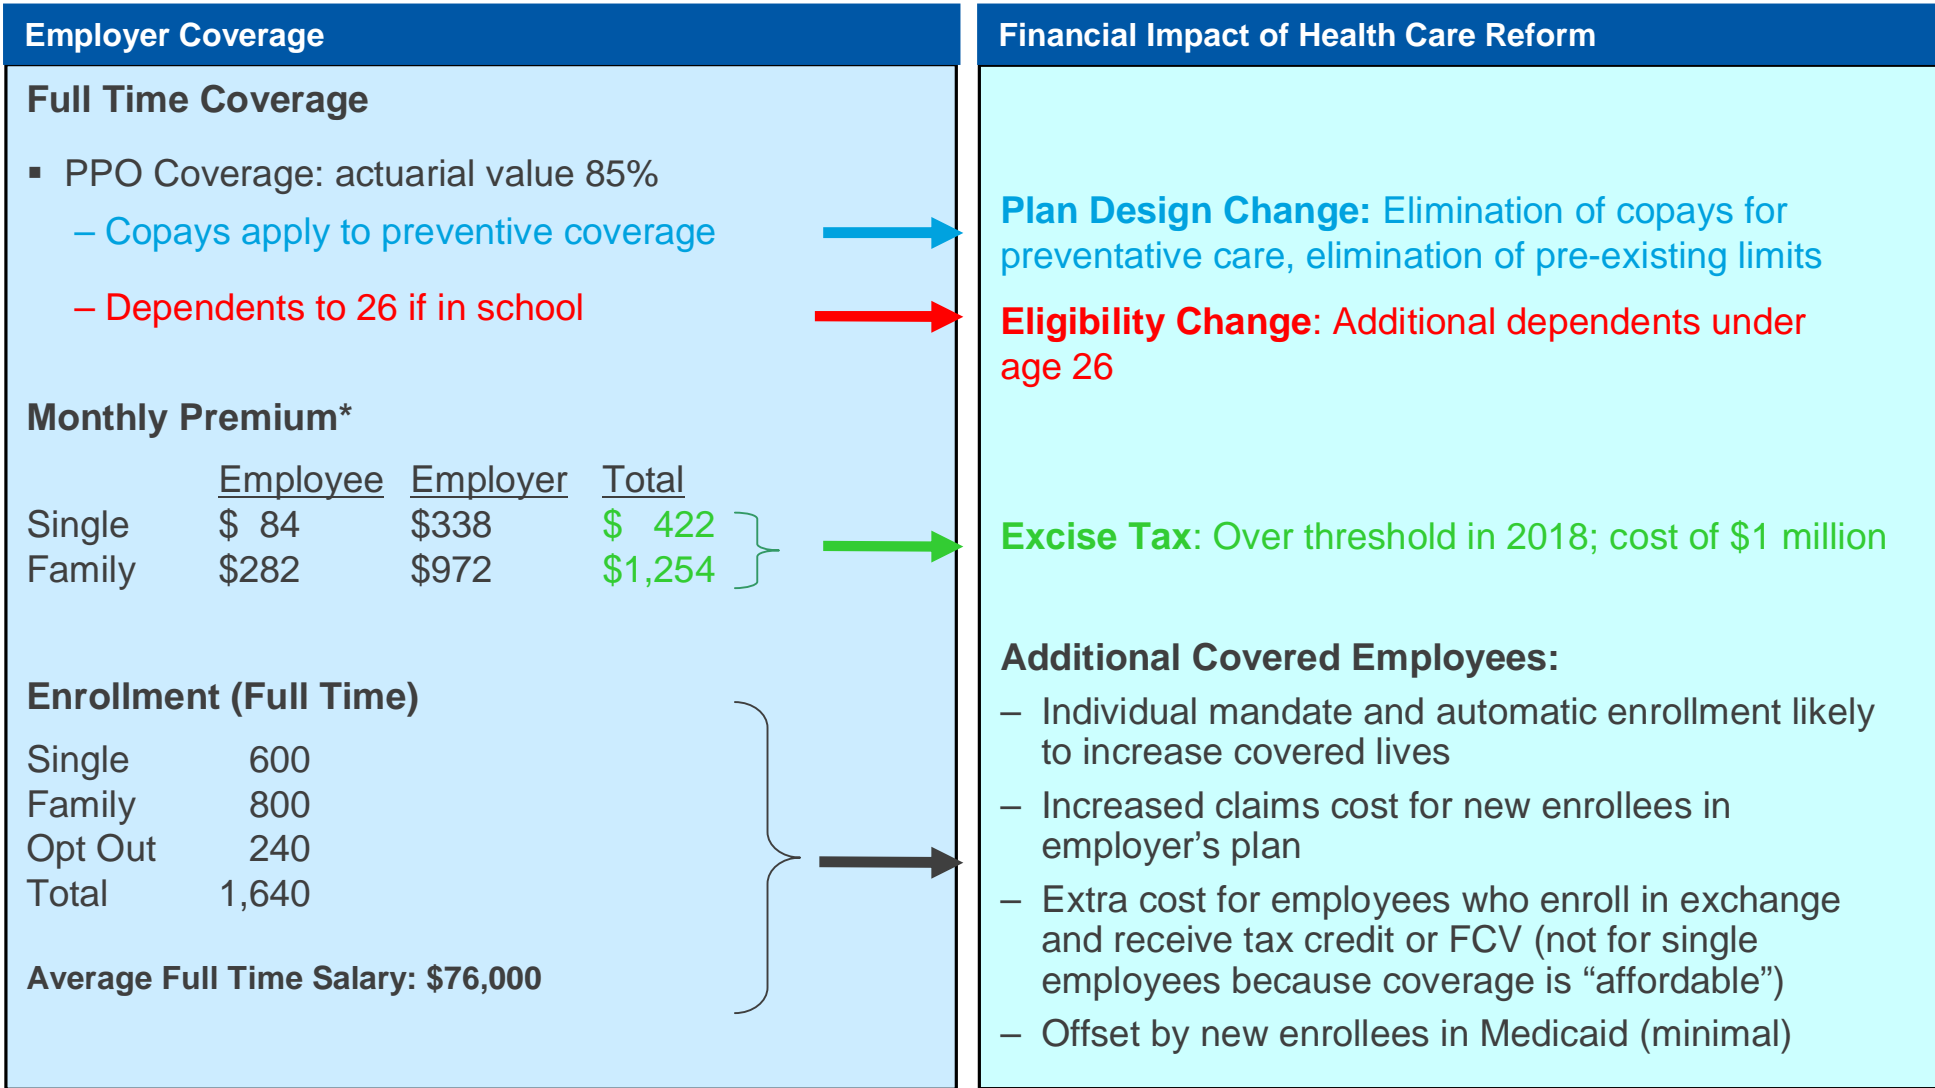 Employer Coverage
Full Time Coverage
▪ PPO Coverage: actuarial value 85%
– Copays apply to preventive coverage
– Dependents to 26 if in school
Monthly Premium*
Employee Employer Total
Single $ 84 $338 $ 422
Family $282 $972 $1,254
Enrollment (Full Time)
Single 600
Family 800
Opt Out 240
Total 1,640
Average Full Time Salary: $76,000
Financial Impact of Health Care Reform
Plan Design Change: Elimination of copays for
preventative care, elimination of pre-existing limits
Eligibility Change: Additional dependents under
age 26
Excise Tax: Over threshold in 2018; cost of $1 million
Additional Covered Employees:
– Individual mandate and automatic enrollment likely
to increase covered lives
– Increased claims cost for new enrollees in
employer’s plan
– Extra cost for employees who enroll in exchange
and receive tax credit or FCV (not for single
employees because coverage is “affordable”)
– Offset by new enrollees in Medicaid (minimal)